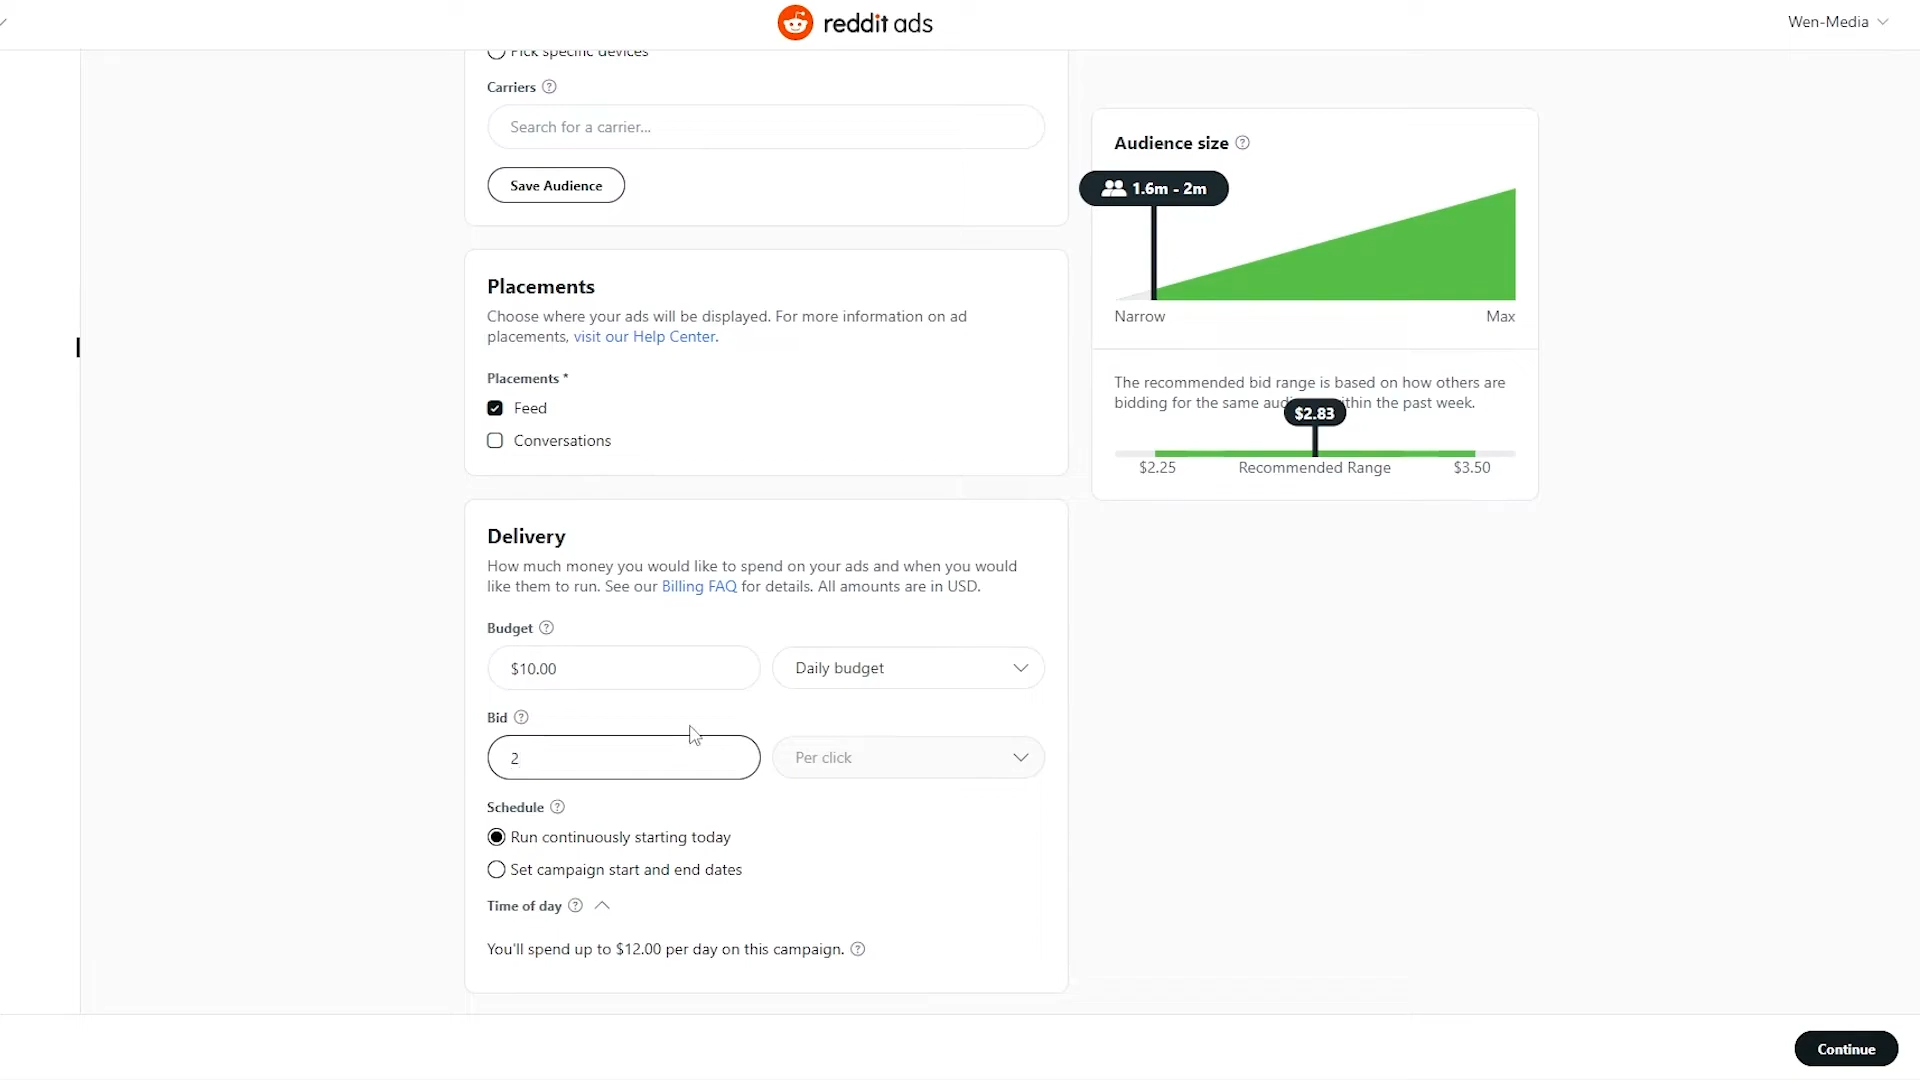 reddit ads
Wen-Media
Pick specific devices
Carriers
Search for a carrier...
Save Audience
Placements
Choose where your ads will be displayed. For more information on ad
placements, visit our Help Center.
Placements *
Feed
Conversations
Delivery
How much money you would like to spend on your ads and when you would
like them to run. See our Billing FAQ for details. All amounts are in USD.
Budget
$10.00
Daily budget
Bid
2
Per click
Schedule
Run continuously starting today
Set campaign start and end dates
Time of day
You'll spend up to $12.00 per day on this campaign.
Audience size
1.6m - 2m
Narrow
Max
The recommended bid range is based on how others are
bidding for the same the past week.
$2.83
$2.25
Recommended Range
$3.50
Continue